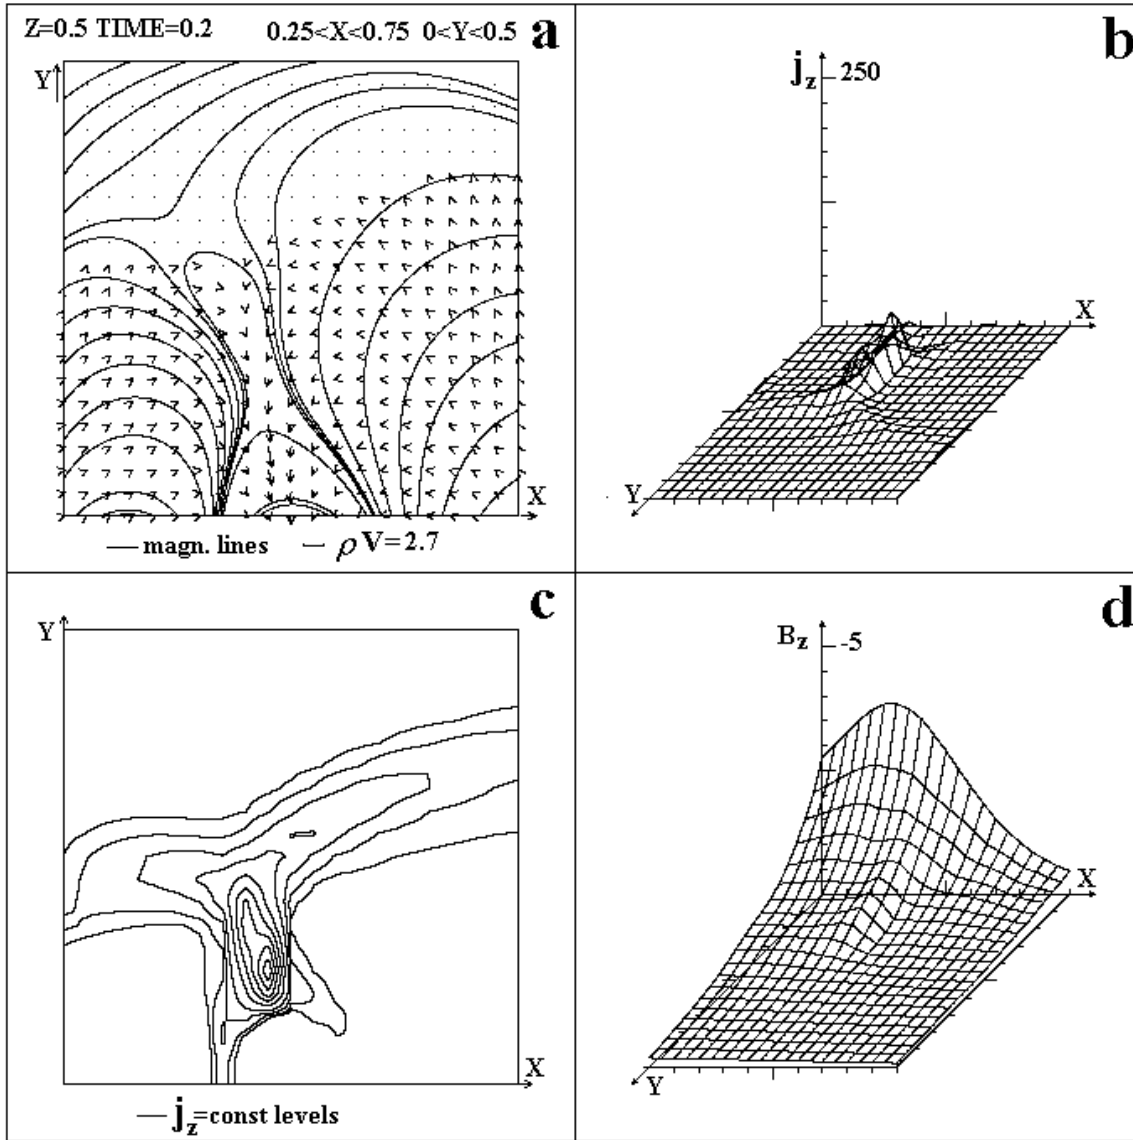 Z=0.5 TIME=0.2 0.25<X<0.75 0<Y<0.5 a
Y
X
— magn. lines — ρV=2.7
b
jz 250
X
Y
c
Y
X
— jz=const levels
d
Bz -5
X
Y